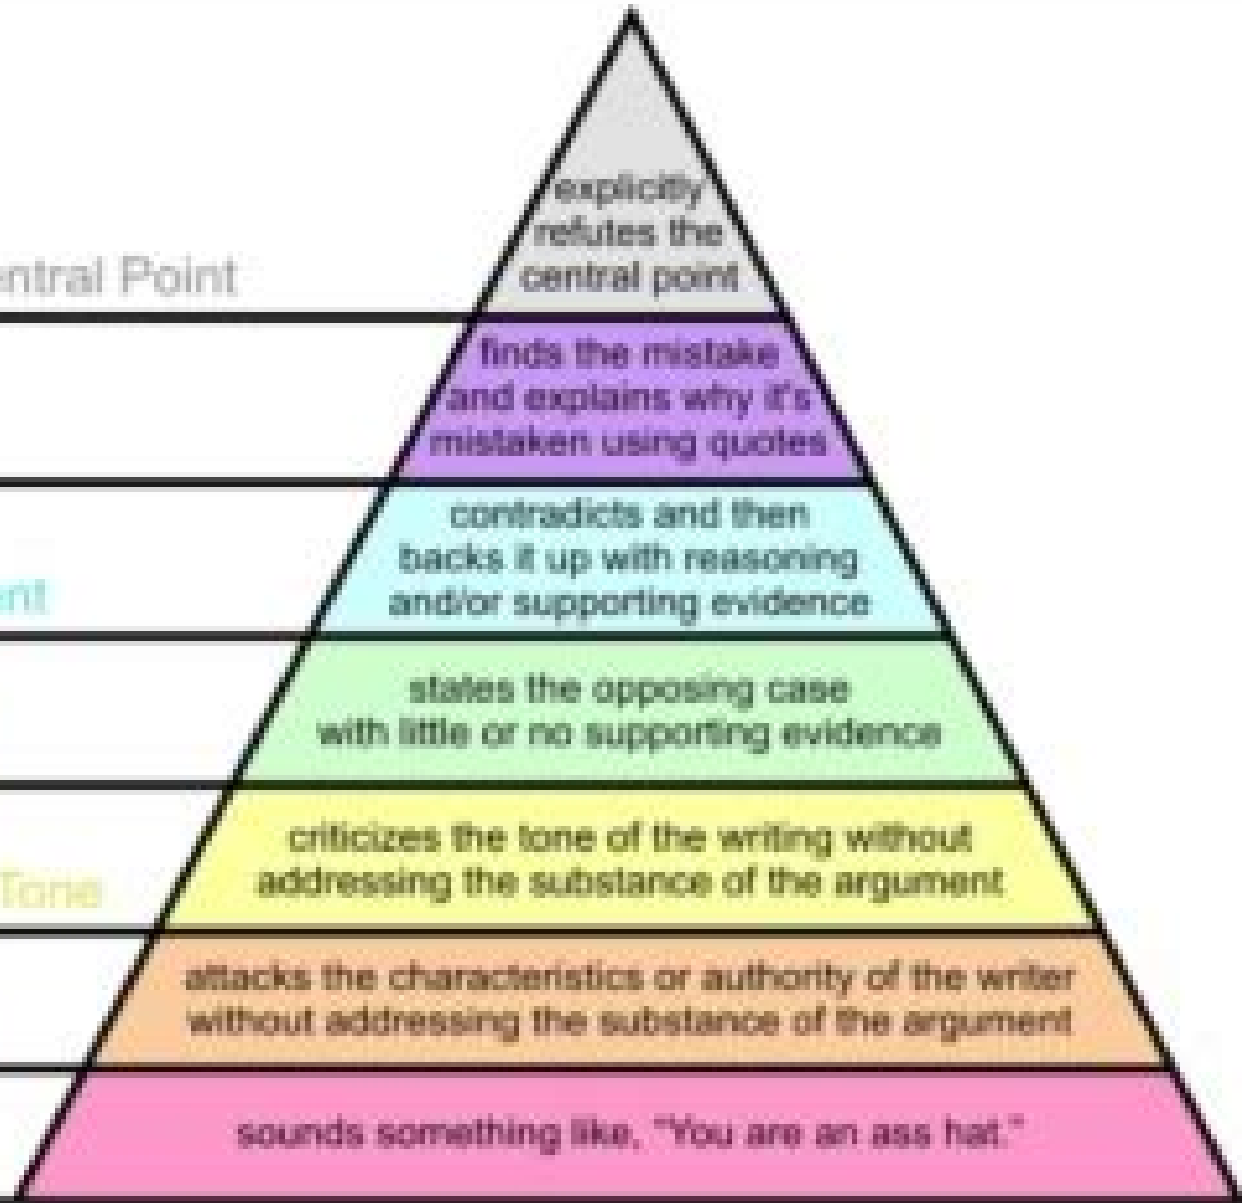 explicitly
refutes the
central point
entral Point
finds the mistake
and explains why it's
mistaken using quotes
contradicts and then
backs it up with reasoning
and/or supporting evidence
ent
states the opposing case
with little or no supporting evidence
criticizes the tone of the writing without
addressing the substance of the argument
Tone
attacks the characteristics or authority of the writer
without addressing the substance of the argument
sounds something like, "You are an ass hat."